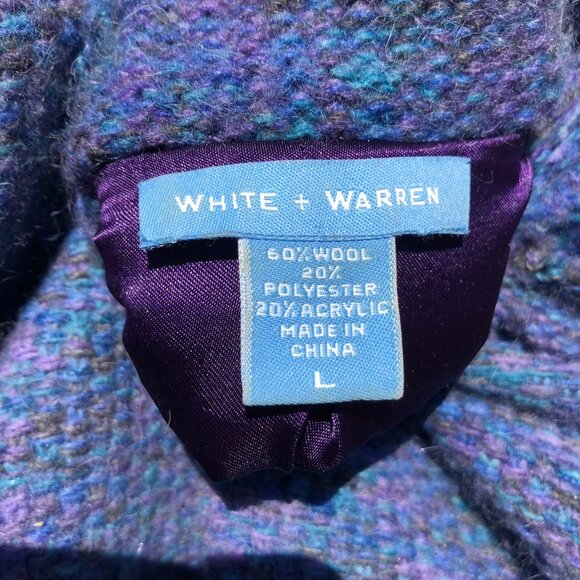 WHITE + WARREN
60% WOOL
20%
POLYESTER
20% ACRYLIC
MADE IN
CHINA
L